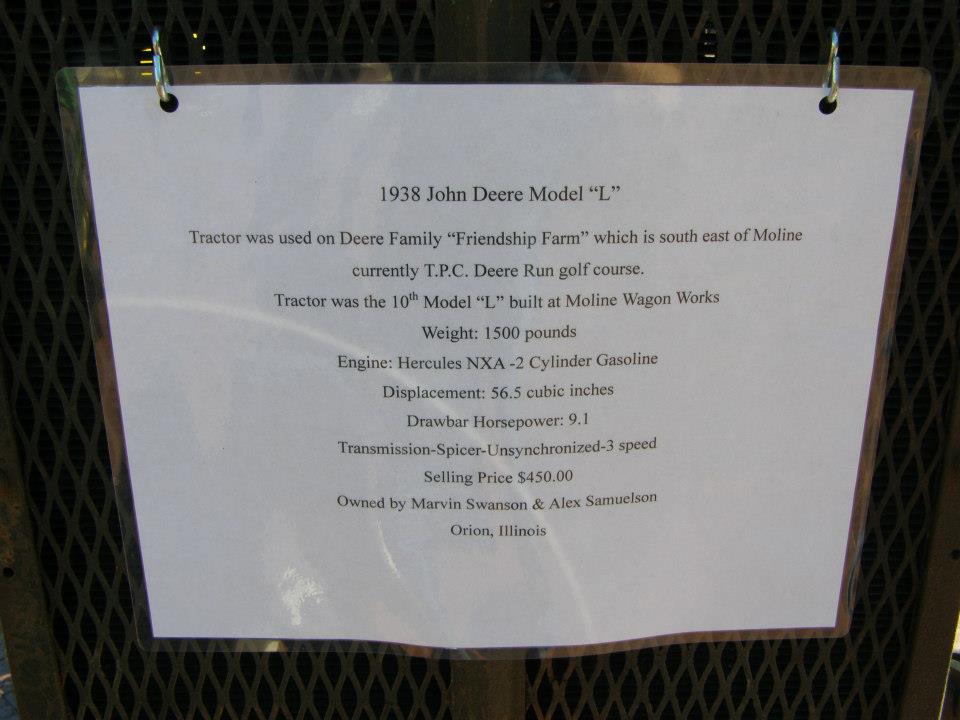 1938 John Deere Model “L”
Tractor was used on Deere Family “Friendship Farm” which is south east of Moline
currently T.P.C. Deere Run golf course.
Tractor was the 10th Model “L” built at Moline Wagon Works
Weight: 1500 pounds
Engine: Hercules NXA -2 Cylinder Gasoline
Displacement: 56.5 cubic inches
Drawbar Horsepower: 9.1
Transmission-Spicer-Unsynchronized-3 speed
Selling Price $450.00
Owned by Marvin Swanson & Alex Samuelson
Orion, Illinois